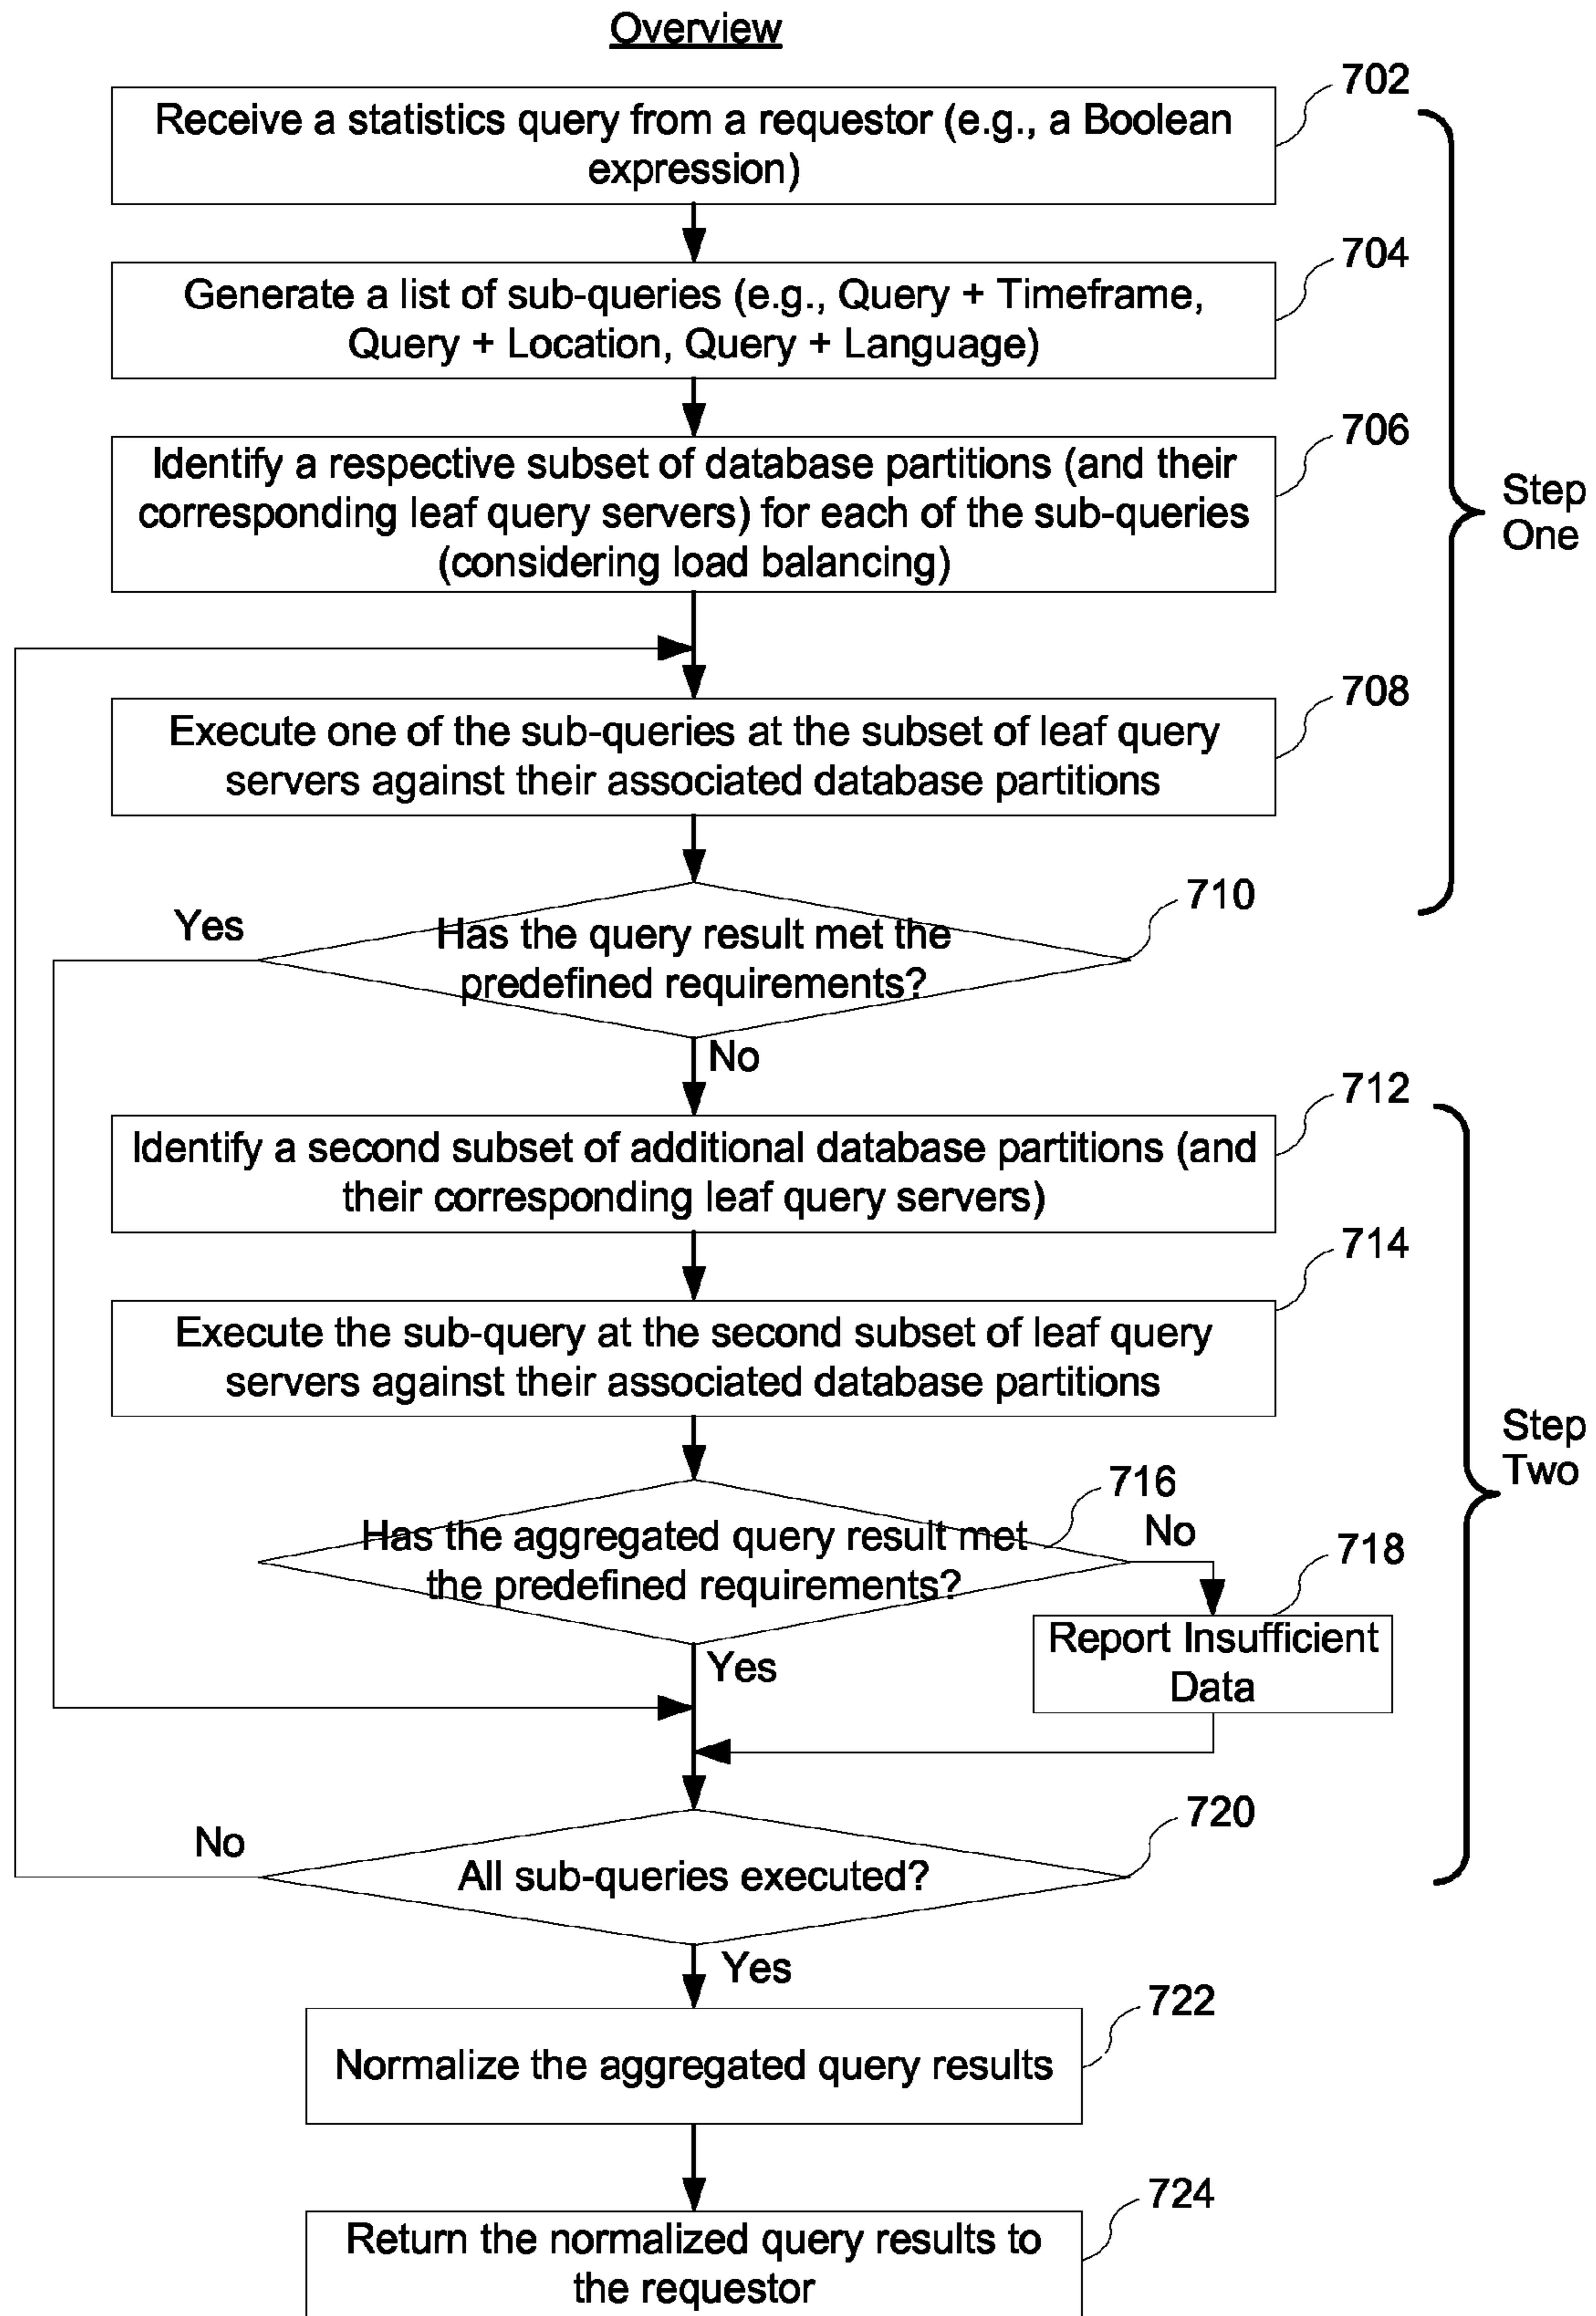 Overview
702
Receive a statistics query from a requestor (e.g., a Boolean
expression)
704
Generate a list of sub-queries (e.g., Query + Timeframe,
Query + Location, Query + Language)
706
Identify a respective subset of database partitions (and their
corresponding leaf query servers) for each of the sub-queries
(considering load balancing)
Step
One
708
Execute one of the sub-queries at the subset of leaf query
servers against their associated database partitions
710
Yes
Has the query result met the
predefined requirements?
No
712
Identify a second subset of additional database partitions (and
their corresponding leaf query servers)
714
Execute the sub-query at the second subset of leaf query
servers against their associated database partitions
Step
Two
716
Has the aggregated query result met
the predefined requirements?
No
718
Report Insufficient
Data
Yes
720
No
All sub-queries executed?
Yes
722
Normalize the aggregated query results
724
Return the normalized query results to
the requestor